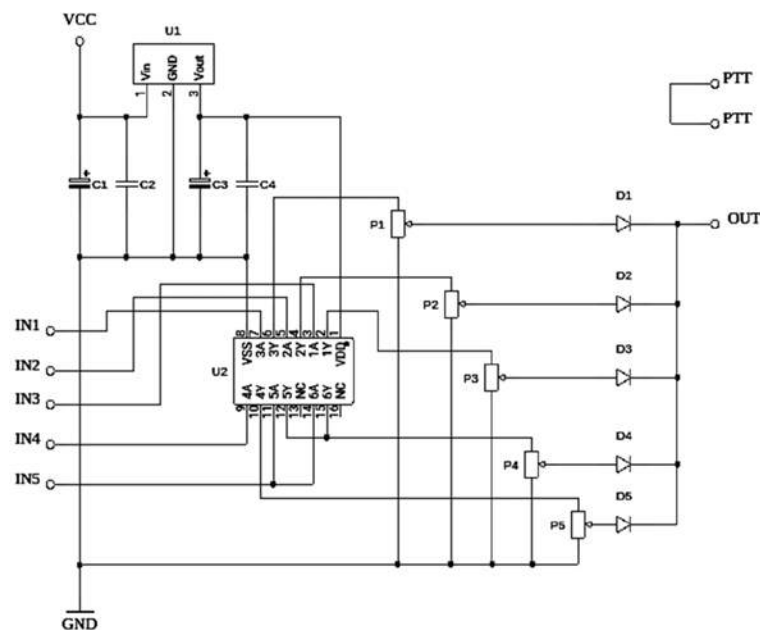 VCC
U1
Vin
GND
Vout
1
2
3
PTT
PTT
C1
C2
C3
C4
D1
P1
OUT
D2
P2
IN1
8
7
6
5
4
3
2
1
VSS
3A
3Y
2A
2Y
1A
1Y
VDD
U2
IN2
D3
P3
4A
4Y
5A
5Y
NC
6A
6Y
NC
9
10
11
12
13
14
15
16
IN3
IN4
D4
P4
IN5
D5
P5
GND